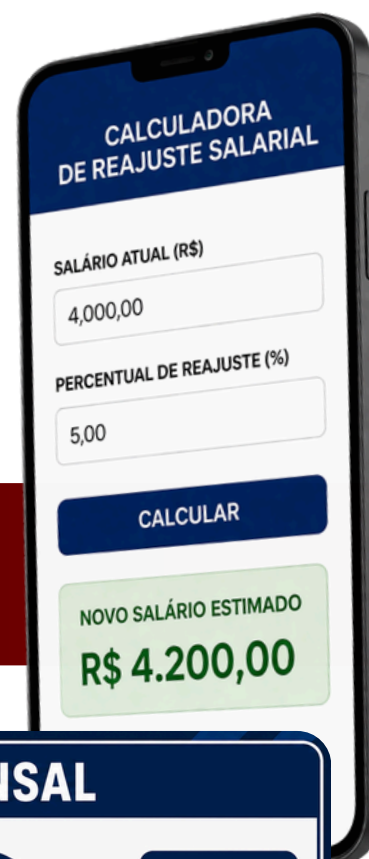 CALCULADORA
DE REAJUSTE SALARIAL
SALÁRIO ATUAL (R$)
4,000,00
PERCENTUAL DE REAJUSTE (%)
5,00
CALCULAR
NOVO SALÁRIO ESTIMADO
R$ 4.200,00
NSAL